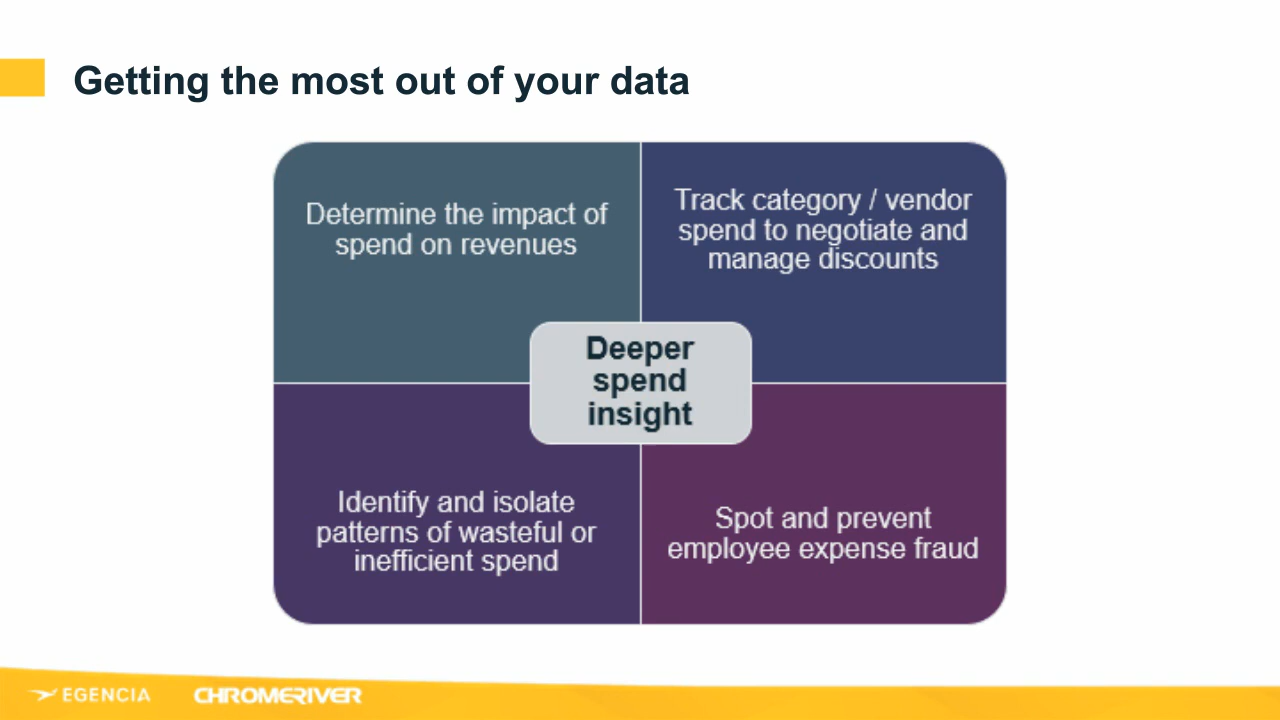 Getting the most out of your data
Determine the impact of
spend on revenues
Track category / vendor
spend to negotiate and
manage discounts
Deeper
spend
insight
Identify and isolate
patterns of wasteful or
inefficient spend
Spot and prevent
employee expense fraud
EGENCIA
CHROMERIVER